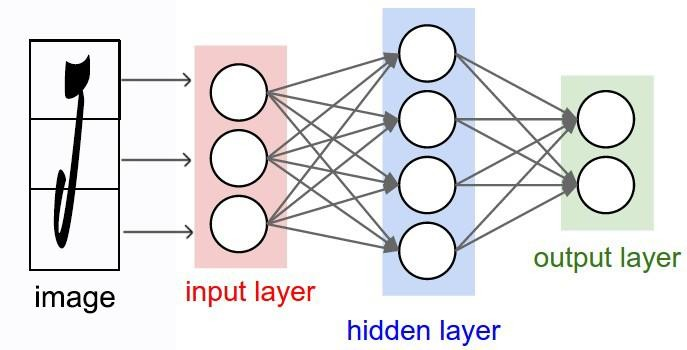 image
input layer
hidden layer
output layer